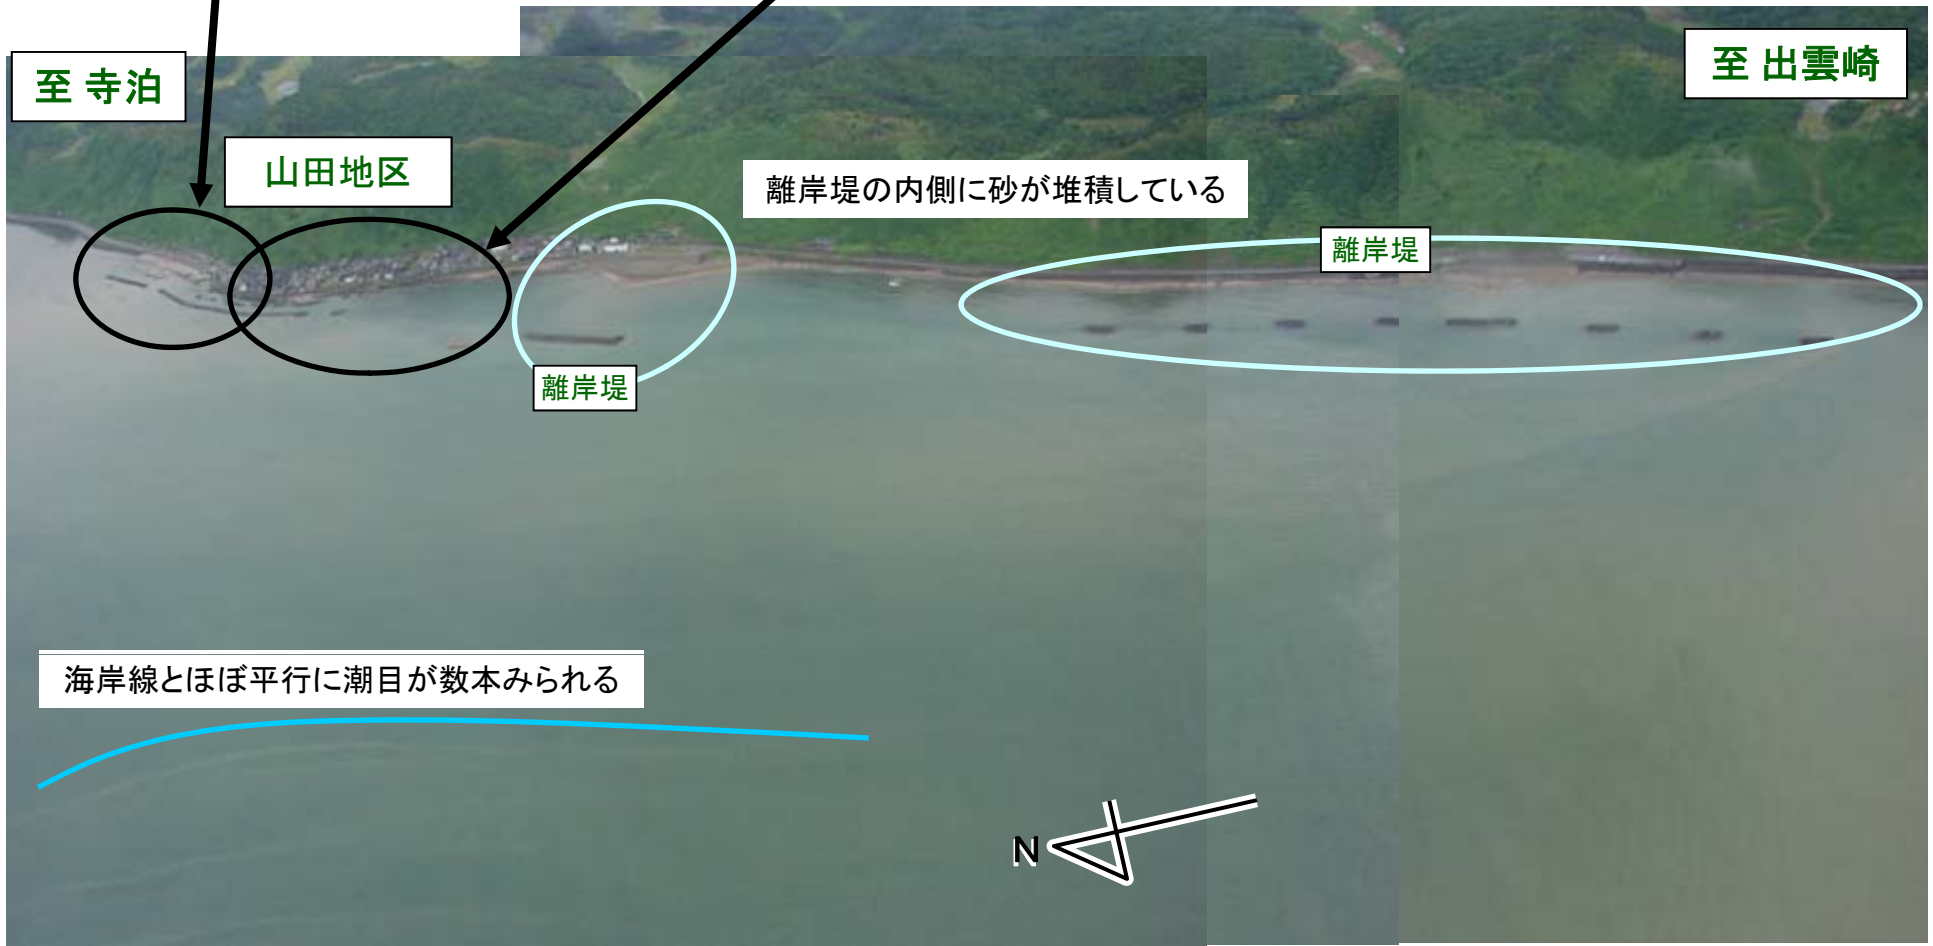 至 寺泊
至 出雲崎
山田地区
離岸堤の内側に砂が堆積している
離岸堤
離岸堤
海岸線とほぼ平行に潮目が数本みられる
N